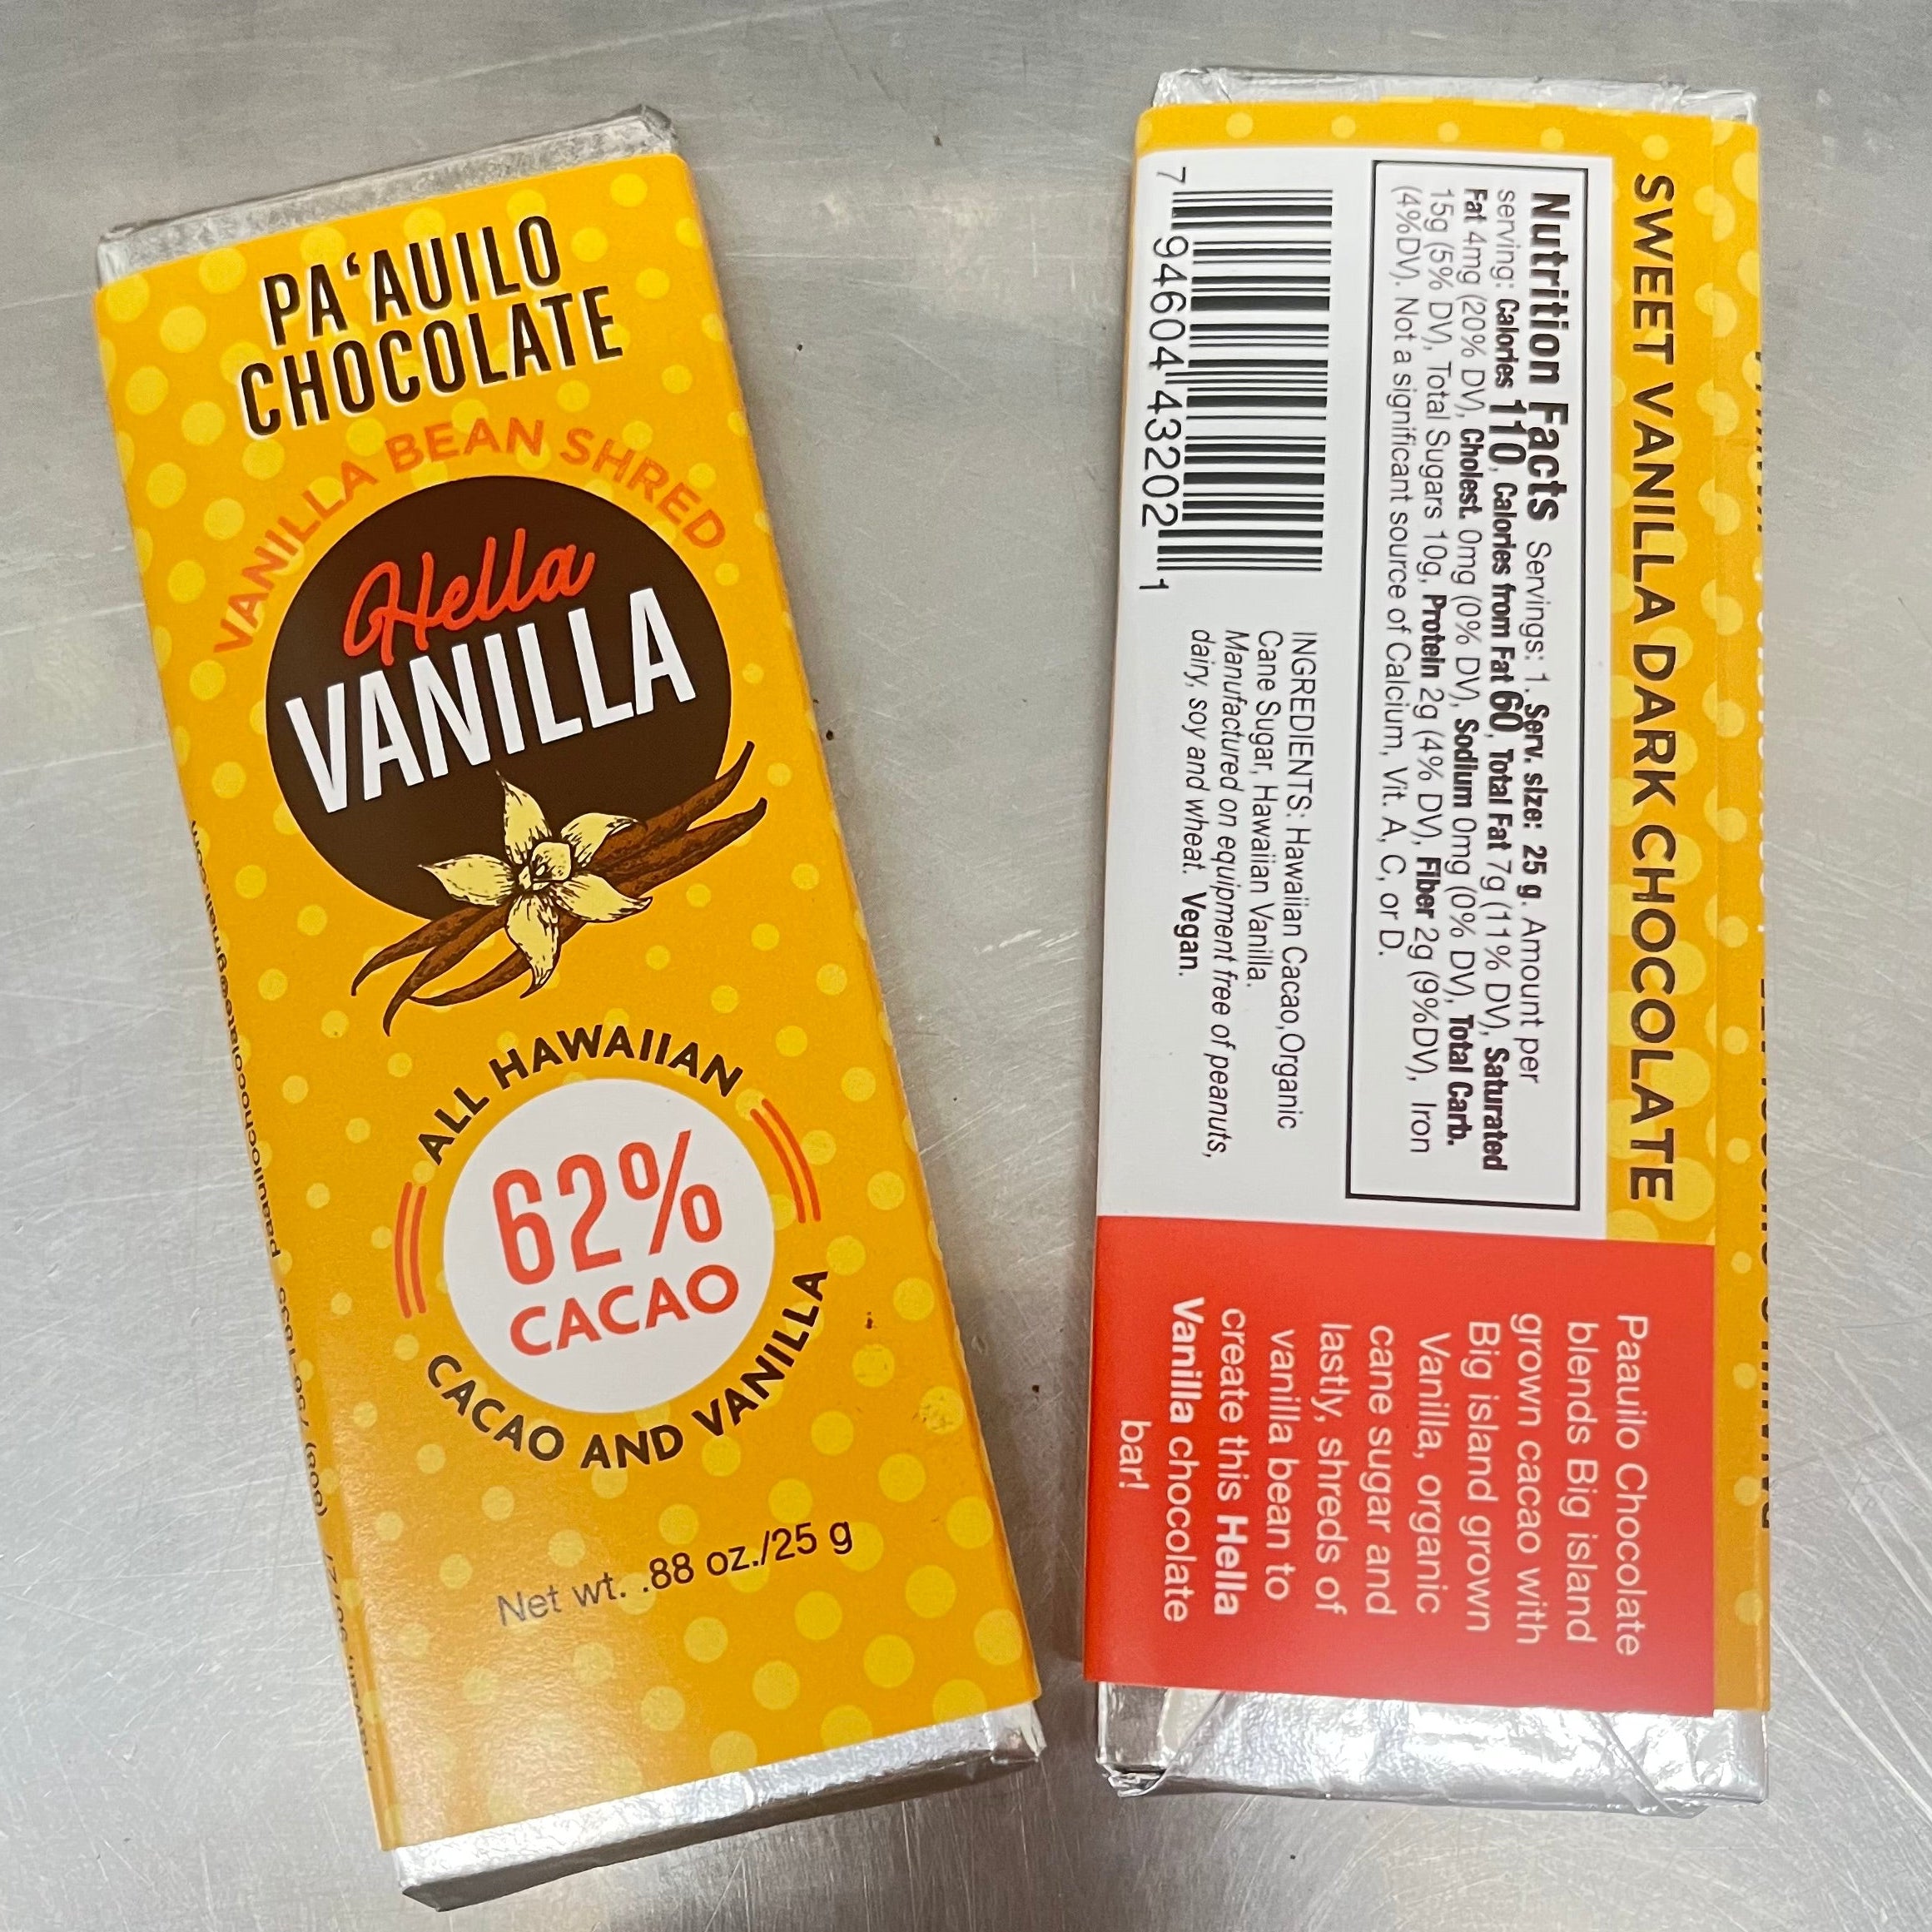 PA‘AUILO
CHOCOLATE
VANILLA BEAN SHRED
Hella
VANILLA
ALL HAWAIIAN
62%
CACAO
CACAO AND VANILLA
Net wt. .88 oz./25 g
SWEET VANILLA DARK CHOCOLATE
Nutrition Facts Servings: 1. Serv. size: 25 g. Amount per
serving: Calories 110, Calories from Fat 60, Total Fat 7g (11% DV), Saturated
Fat 4mg (20% DV), Cholest. 0mg (0% DV), Sodium 0mg (0% DV), Total Carb.
15g (5% DV), Total Sugars 10g, Protein 2g (4% DV), Fiber 2g (9%DV), Iron
(4%DV). Not a significant source of Calcium, Vit. A, C, or D.
7 94604 43202 1
INGREDIENTS: Hawaiian Cacao,Organic
Cane Sugar, Hawaiian Vanilla.
Manufactured on equipment free of peanuts,
dairy, soy and wheat. Vegan.
Paauilo Chocolate
blends Big island
grown cacao with
Big island grown
Vanilla, organic
cane sugar and
lastly, shreds of
vanilla bean to
create this Hella
Vanilla chocolate
bar!